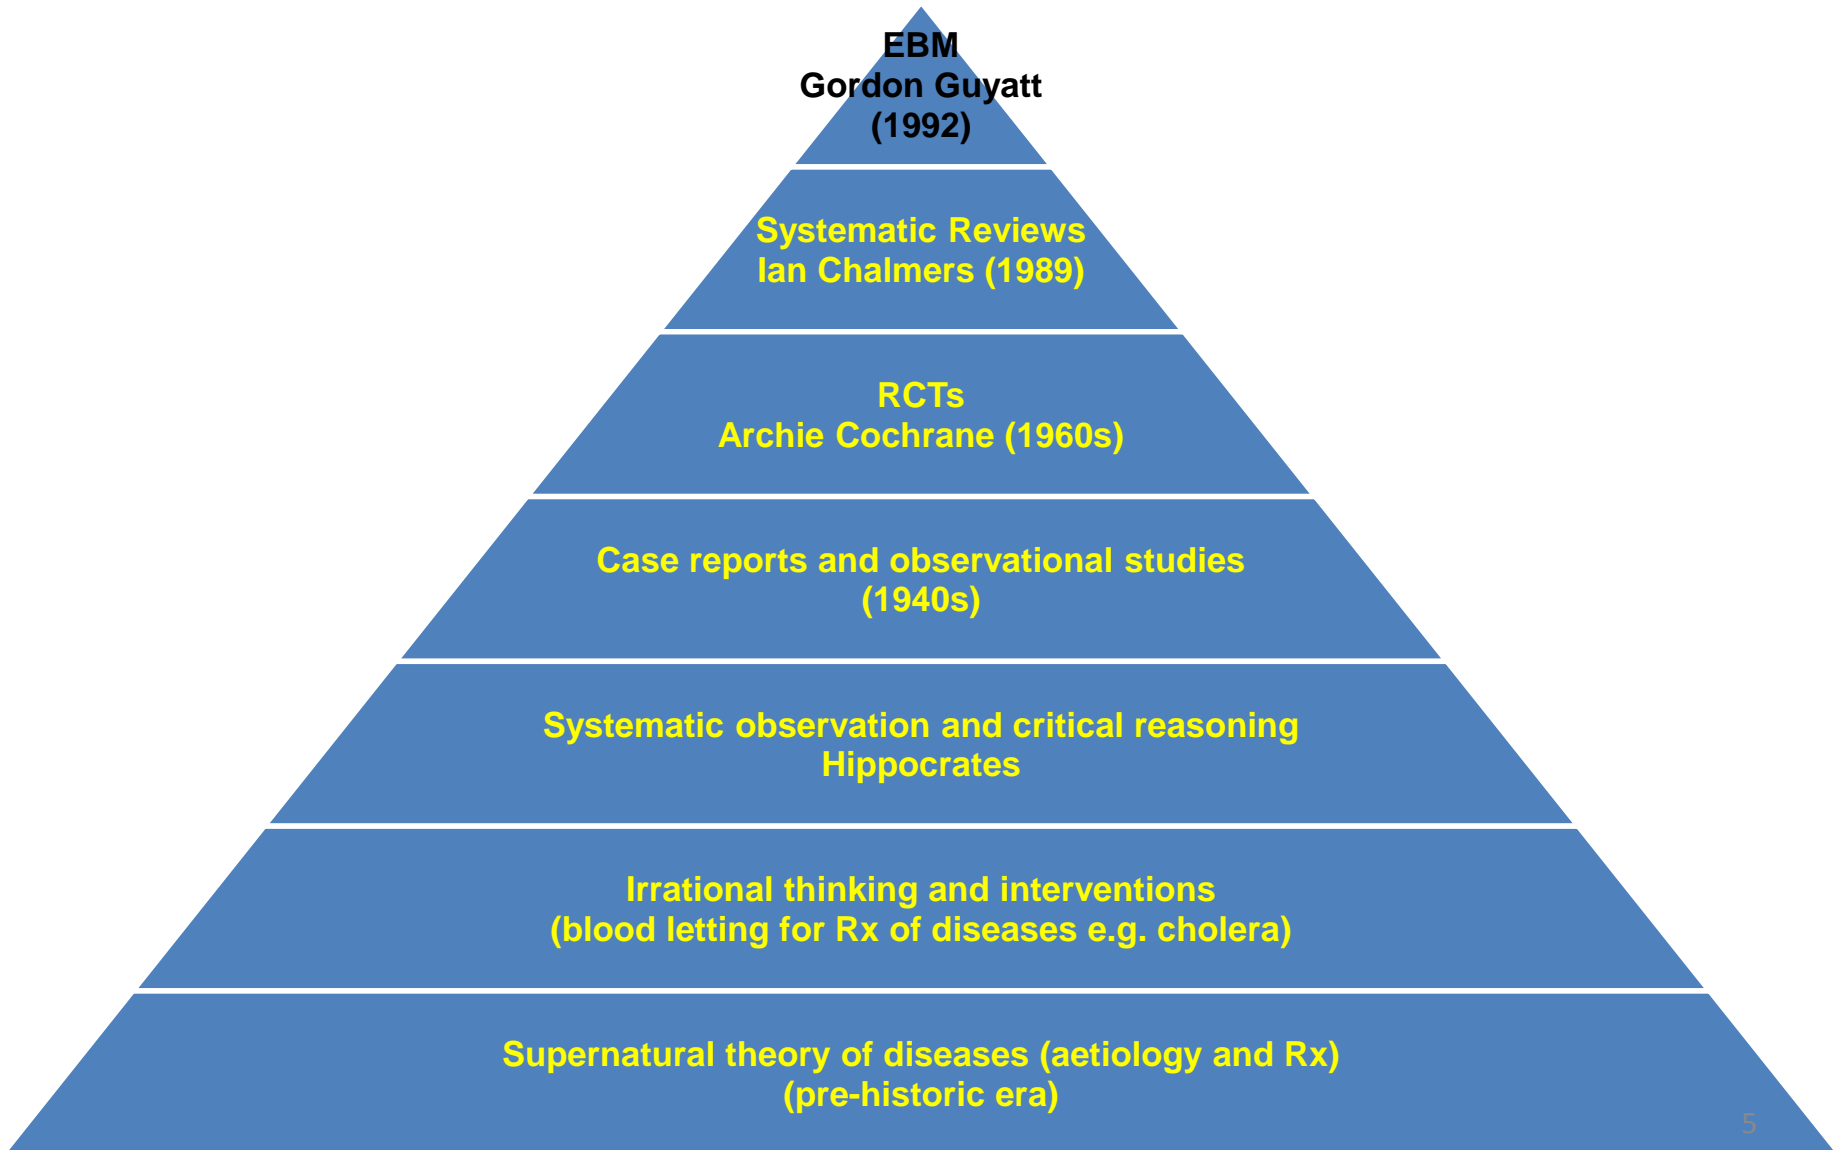 EBM
Gordon Guyatt
(1992)
Systematic Reviews
Ian Chalmers (1989)
RCTs
Archie Cochrane (1960s)
Case reports and observational studies
(1940s)
Systematic observation and critical reasoning
Hippocrates
Irrational thinking and interventions
(blood letting for Rx of diseases e.g. cholera)
Supernatural theory of diseases (aetiology and Rx)
(pre-historic era)
5